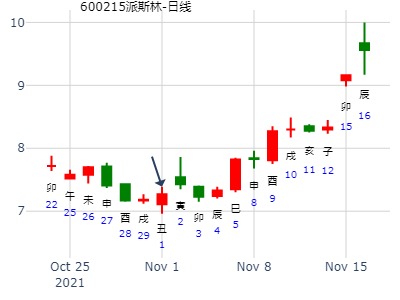 600215派斯林-日线
10
9
8
7
卯
22
午
25
未
26
申
27
酉
28
戌
29
丑
1
寅
2
卯
3
辰
4
巳
5
申
8
酉
9
戌
10
亥
11
子
12
卯
15
辰
16
Oct 25
2021
Nov 1
Nov 8
Nov 15